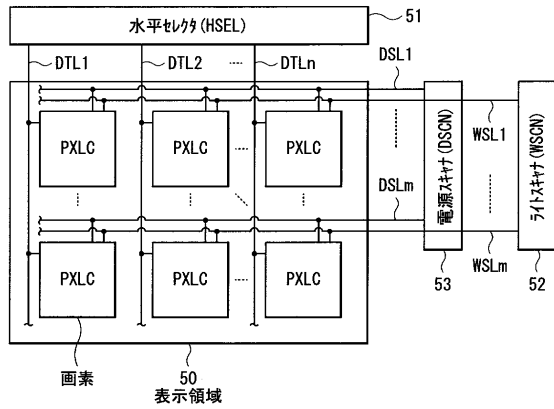 水平セレクタ(HSEL)
51
DTL1
DTL2
DTLn
DSL1
PXLC
PXLC
PXLC
WSL1
DSLm
電源スキャナ(DSCN)
ライトスキャナ(WSCN)
PXLC
PXLC
PXLC
WSLm
53
52
画素
50
表示領域